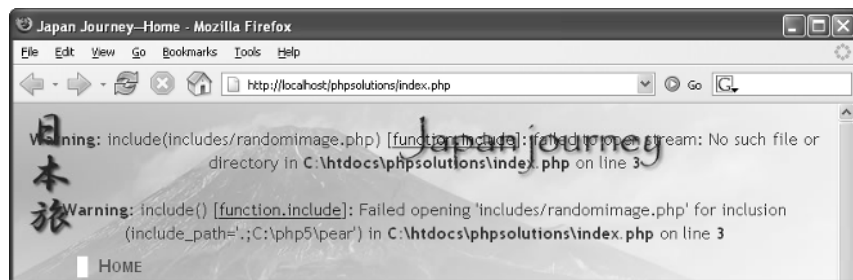 Japan Journey—Home - Mozilla Firefox
File Edit View Go Bookmarks Tools Help
http://localhost/phpsolutions/index.php Go G
日本旅
Japan Journey
Warning: include(includes/randomimage.php) [function.include]: failed to open stream: No such file or
directory in C:\htdocs\phpsolutions\index.php on line 3
Warning: include() [function.include]: Failed opening 'includes/randomimage.php' for inclusion
(include_path='.;C:\php5\pear') in C:\htdocs\phpsolutions\index.php on line 3
HOME